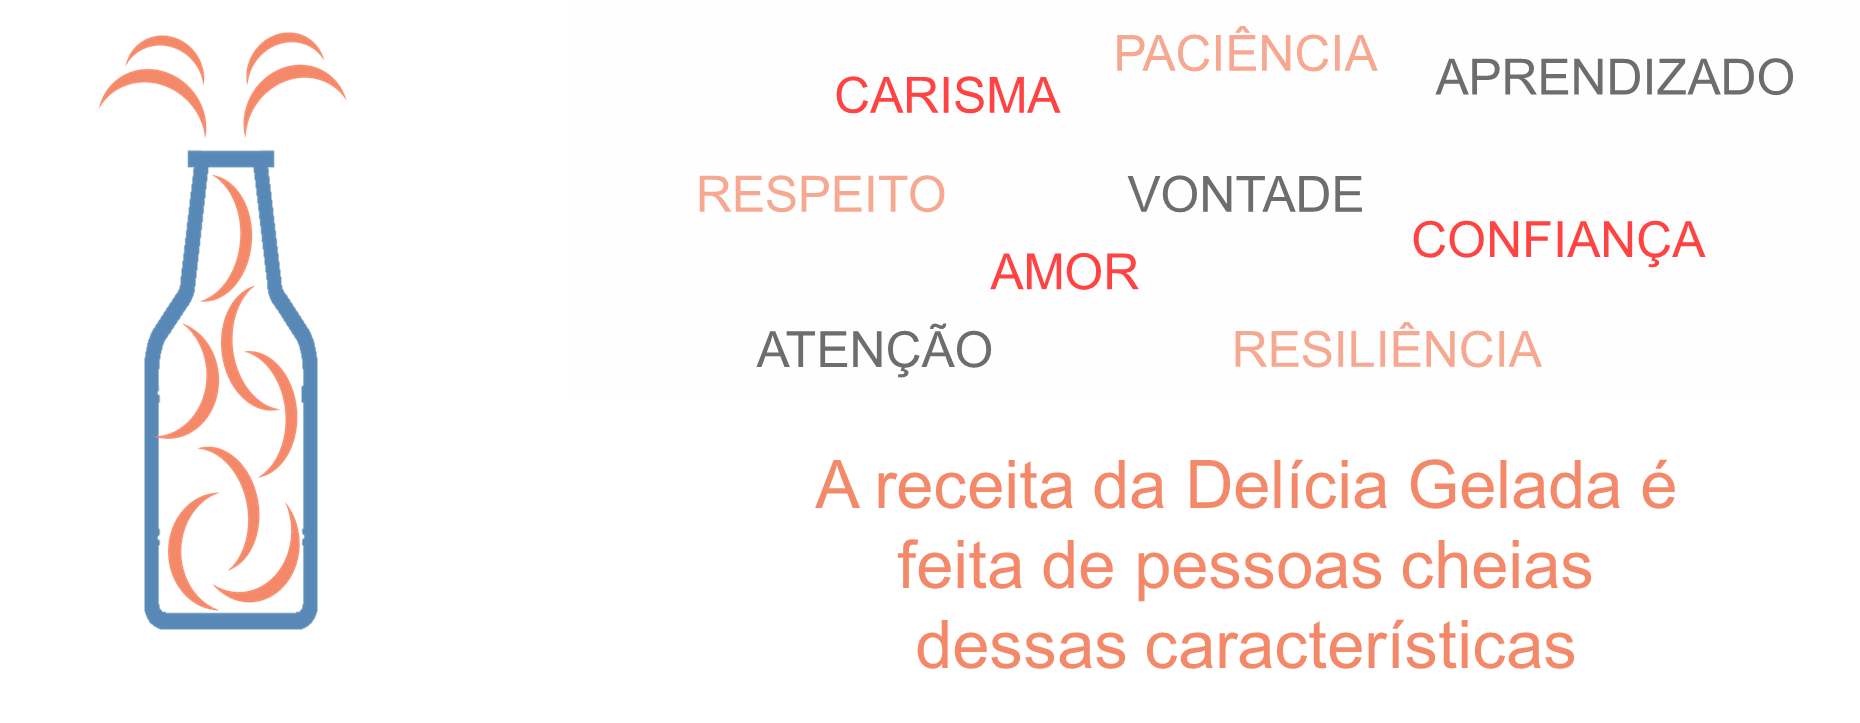 PACIÊNCIA
CARISMA
APRENDIZADO
RESPEITO
VONTADE
CONFIANÇA
AMOR
ATENÇÃO
RESILIÊNCIA
A receita da Delícia Gelada é
feita de pessoas cheias
dessas características